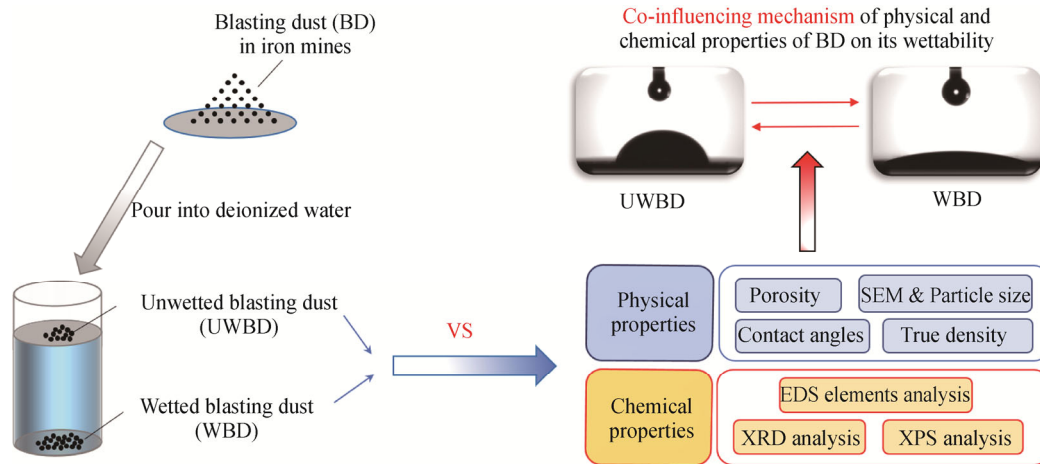 Blasting dust (BD)
in iron mines
Pour into deionized water
Unwetted blasting dust
(UWBD)
Wetted blasting dust
(WBD)
VS
Co-influencing mechanism of physical and
chemical properties of BD on its wettability
UWBD
WBD
Physical
properties
Porosity
SEM & Particle size
Contact angles
True density
Chemical
properties
EDS elements analysis
XRD analysis
XPS analysis